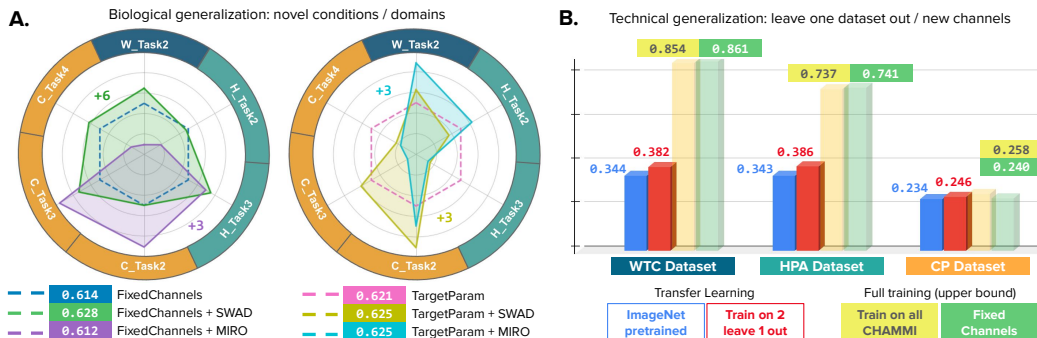 A.
Biological generalization: novel conditions / domains
W_Task2
H_Task2
H_Task3
C_Task2
C_Task3
C_Task4
+6
+3
W_Task2
H_Task2
H_Task3
C_Task2
C_Task3
C_Task4
+3
+3
0.614 FixedChannels
0.628 FixedChannels + SWAD
0.612 FixedChannels + MIRO
0.621 TargetParam
0.625 TargetParam + SWAD
0.625 TargetParam + MIRO
B.
Technical generalization: leave one dataset out / new channels
0.854 0.861
0.737 0.741
0.382
0.344
0.386
0.343
0.258
0.240
0.234
0.246
WTC Dataset
HPA Dataset
CP Dataset
Transfer Learning
ImageNet
pretrained
Train on 2
leave 1 out
Full training (upper bound)
Train on all
CHAMMI
Fixed
Channels